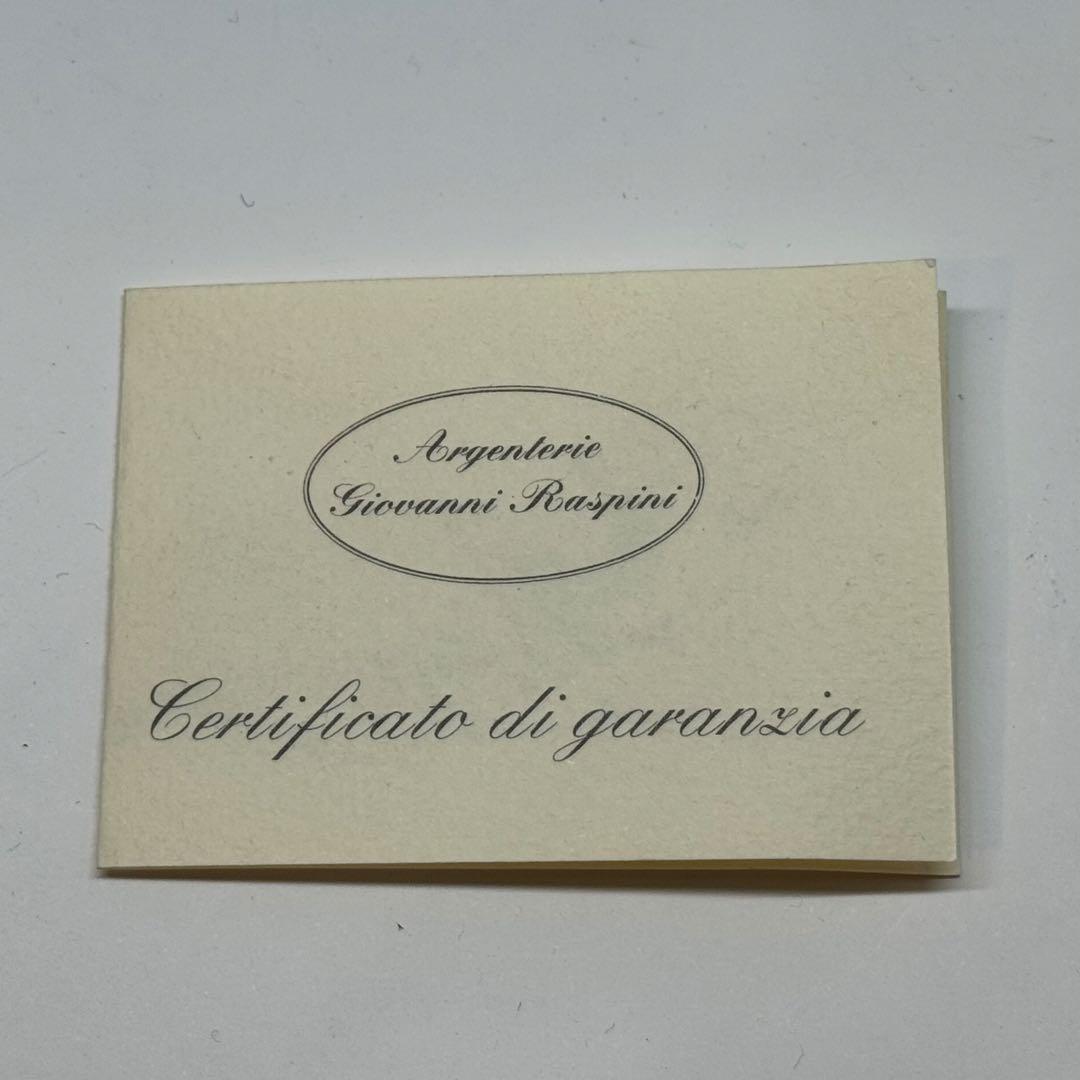 Argenterie
Giovanni Raspini
Certificato di garanzia